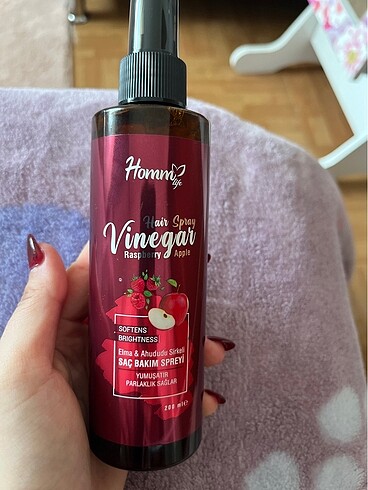 Homm
life
Hair Spray
Vinegar
Raspberry Apple
SOFTENS
BRIGHTNESS
Elma & Ahududu Sirkeli
SAÇ BAKIM SPREYİ
YUMUŞATIR
PARLAKLIK SAĞLAR
200 ml e